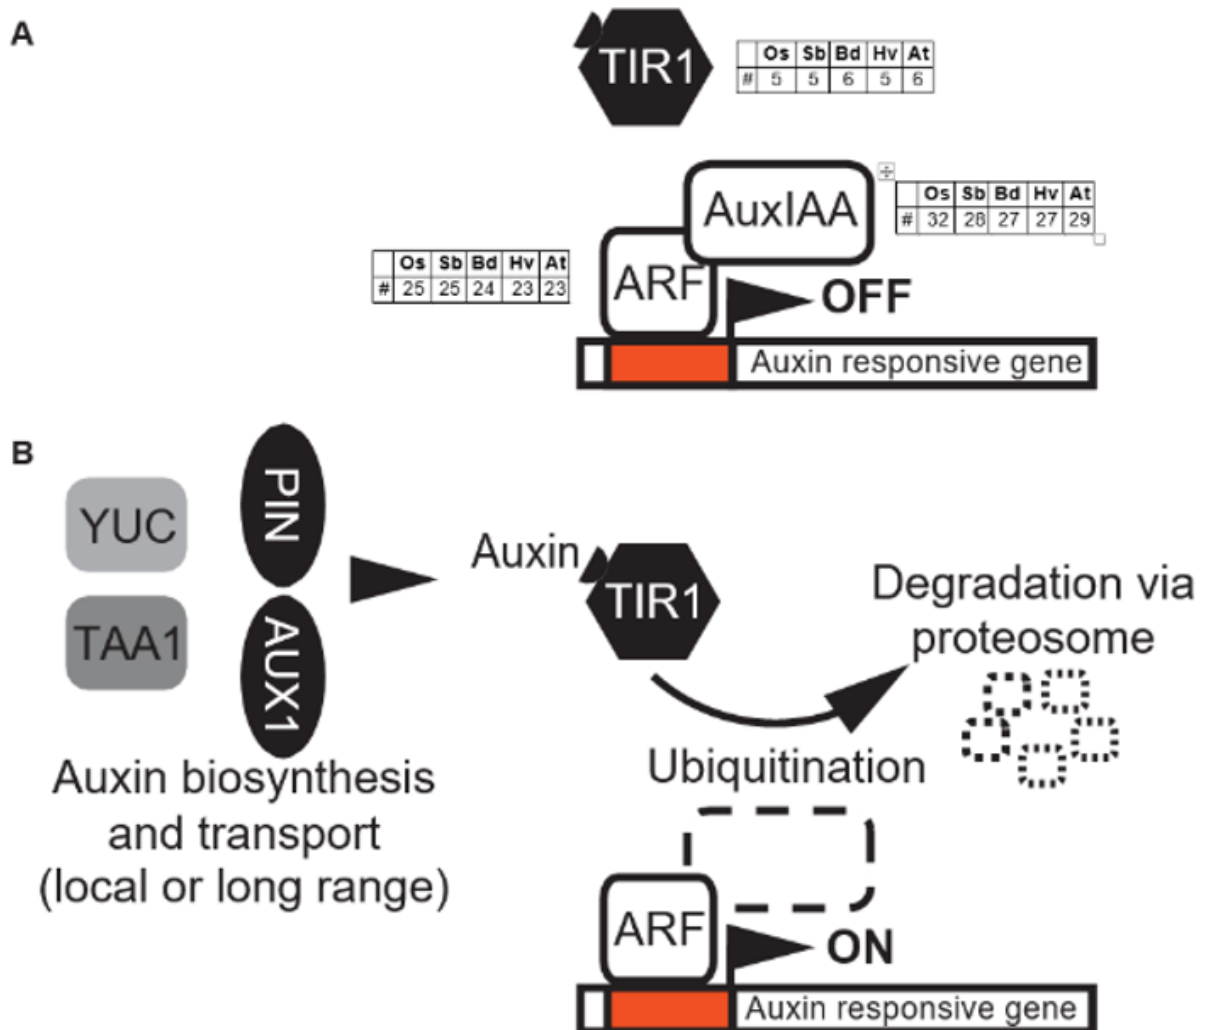 A
TIR1
Os Sb Bd Hv At
# 5 5 6 5 6
AuxIAA
Os Sb Bd Hv At
# 32 28 27 27 29
Os Sb Bd Hv At
# 25 25 24 23 23
ARF
OFF
Auxin responsive gene
B
YUC
TAA1
PIN
AUX1
Auxin biosynthesis
and transport
(local or long range)
Auxin
TIR1
Degradation via
proteosome
Ubiquitination
ARF
ON
Auxin responsive gene